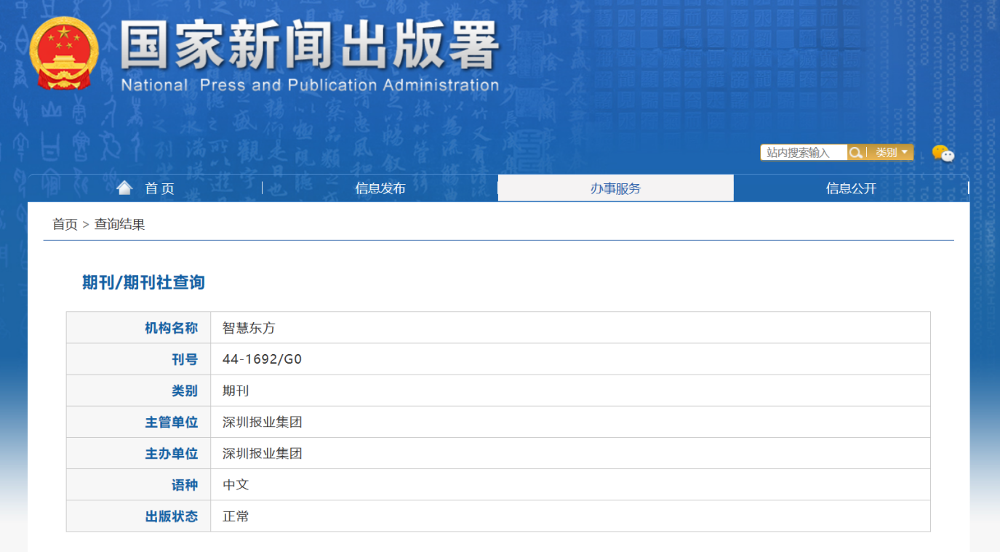 国家新闻出版署
National Press and Publication Administration
站内搜索输入 类别
首页 信息发布 办事服务 信息公开
首页 > 查询结果
期刊/期刊社查询
机构名称 智慧东方
刊号 44-1692/G0
类别 期刊
主管单位 深圳报业集团
主办单位 深圳报业集团
语种 中文
出版状态 正常